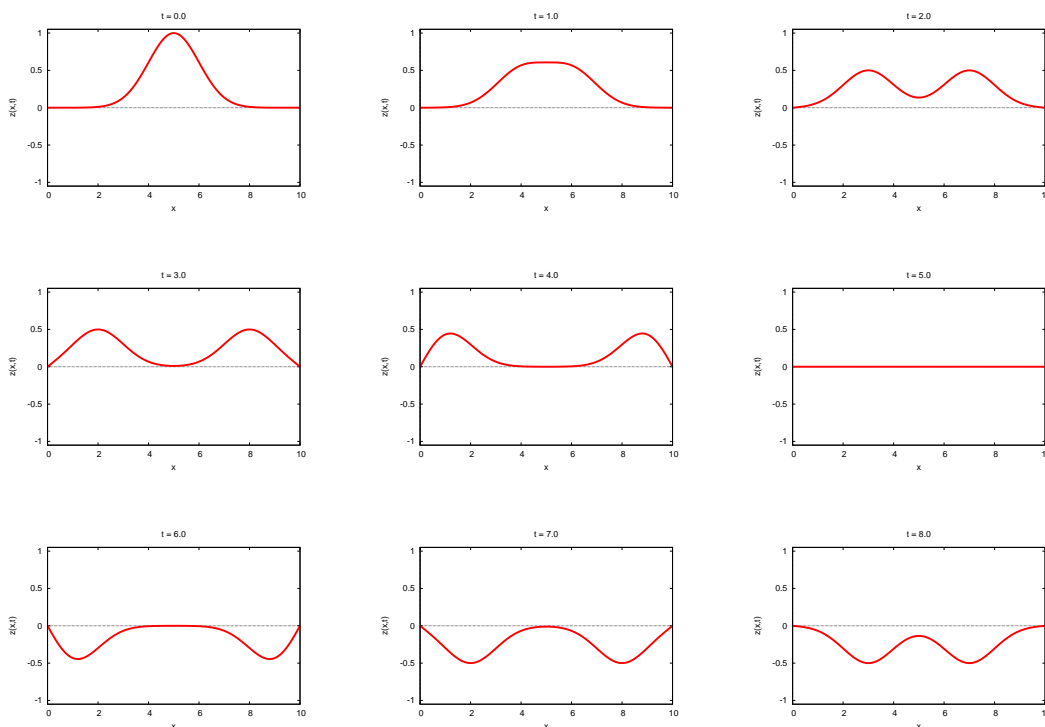 t = 0.0
1
0.5
0
-0.5
-1
z(x,t)
0 2 4 6 8 10
x
t = 1.0
1
0.5
0
-0.5
-1
z(x,t)
0 2 4 6 8 10
x
t = 2.0
1
0.5
0
-0.5
-1
z(x,t)
0 2 4 6 8 1
x
t = 3.0
1
0.5
0
-0.5
-1
z(x,t)
0 2 4 6 8 10
x
t = 4.0
1
0.5
0
-0.5
-1
z(x,t)
0 2 4 6 8 10
x
t = 5.0
1
0.5
0
-0.5
-1
z(x,t)
0 2 4 6 8 1
x
t = 6.0
1
0.5
0
-0.5
-1
z(x,t)
0 2 4 6 8 10
x
t = 7.0
1
0.5
0
-0.5
-1
z(x,t)
0 2 4 6 8 10
x
t = 8.0
1
0.5
0
-0.5
-1
z(x,t)
0 2 4 6 8 1
x